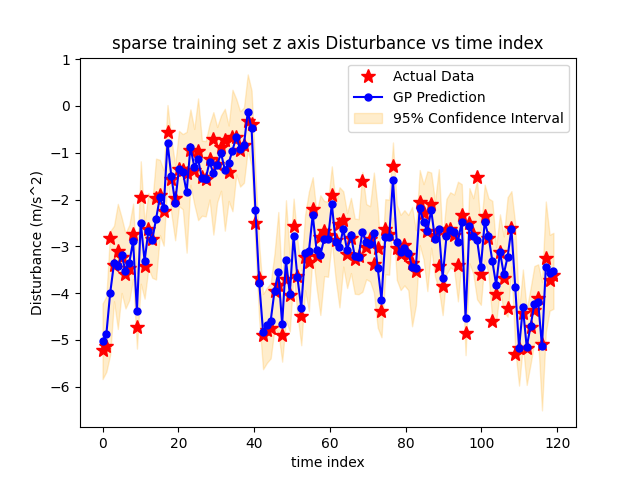 sparse training set z axis Disturbance vs time index
Actual Data
GP Prediction
95% Confidence Interval
Disturbance (m/s^2)
1
0
−1
−2
−3
−4
−5
−6
0 20 40 60 80 100 120
time index